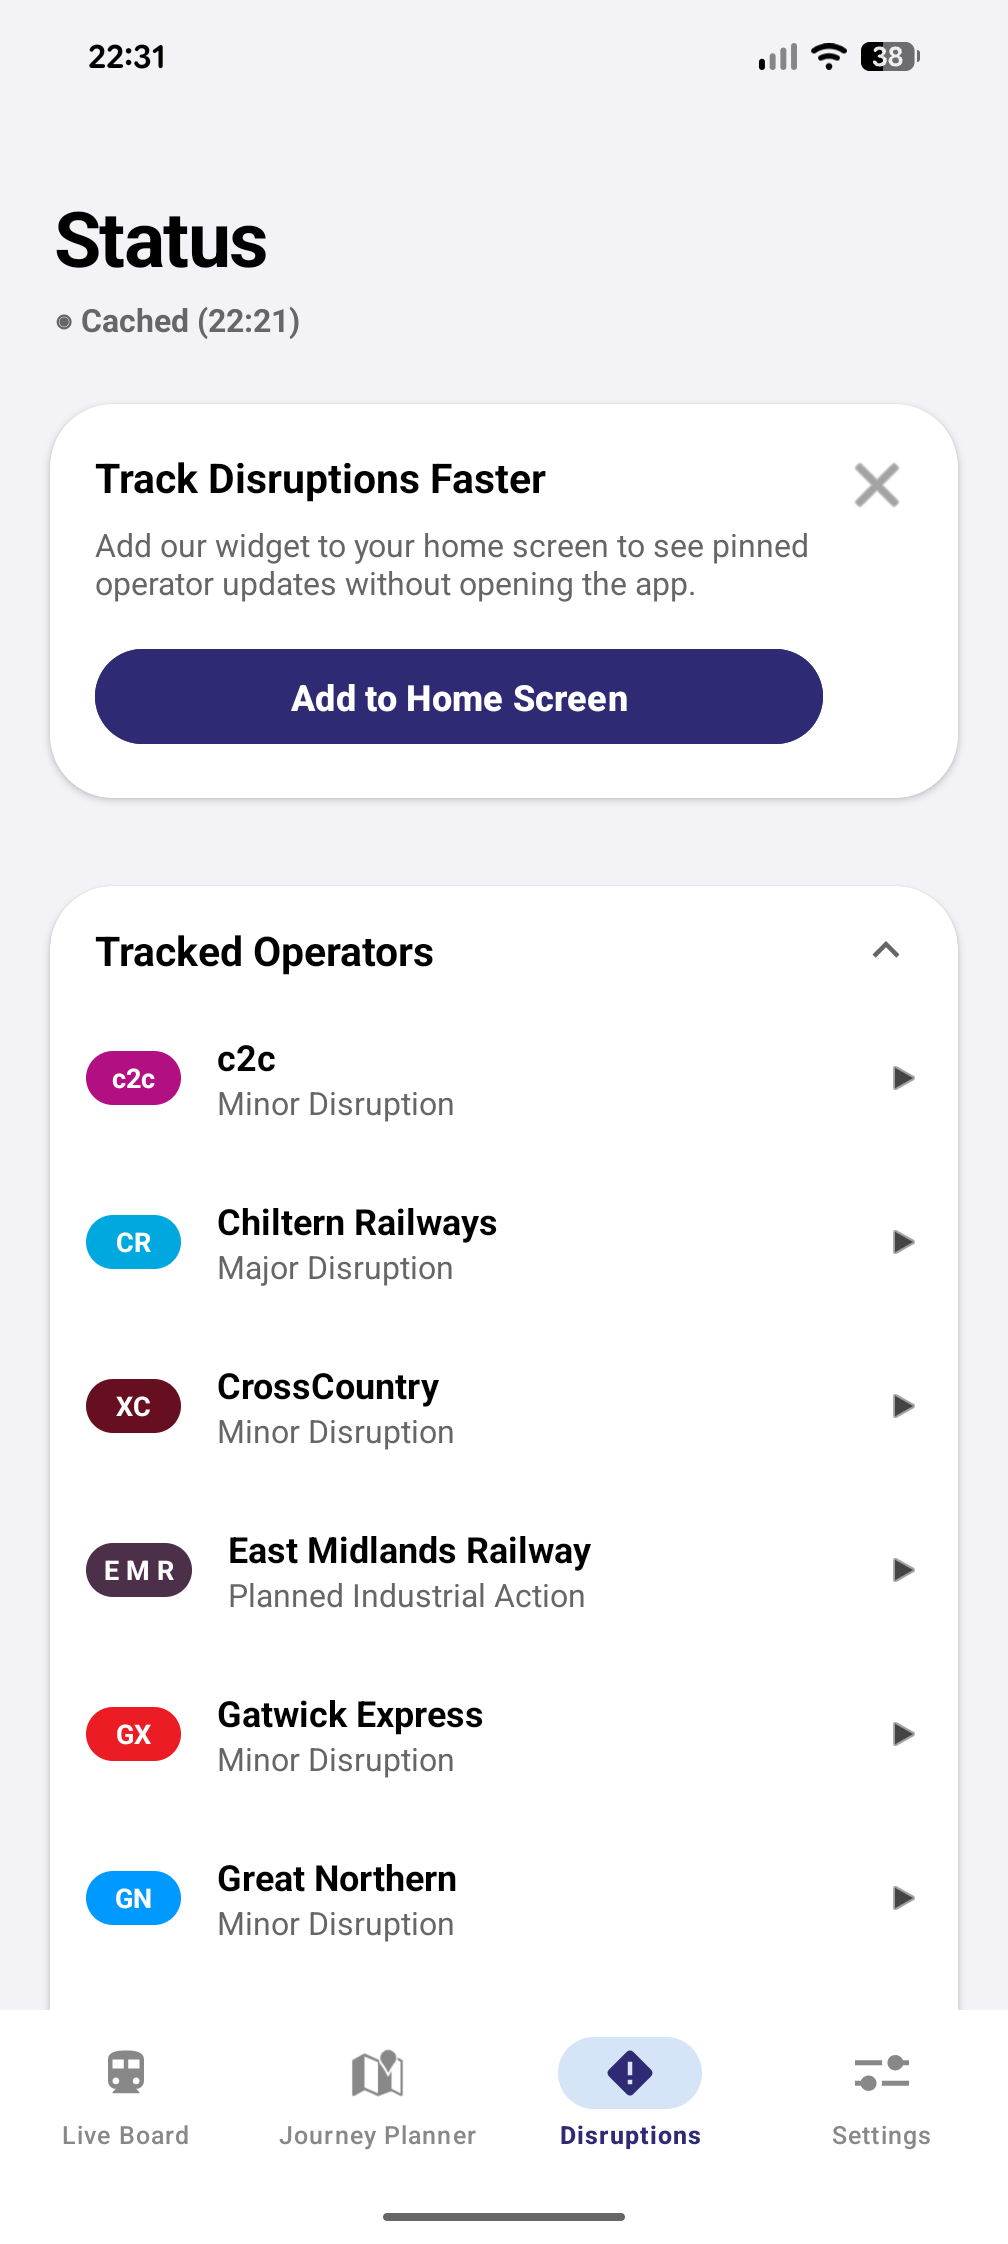 22:31
38
Status
Cached (22:21)
Track Disruptions Faster
Add our widget to your home screen to see pinned
operator updates without opening the app.
Add to Home Screen
Tracked Operators
c2c
c2c
Minor Disruption
CR
Chiltern Railways
Major Disruption
XC
CrossCountry
Minor Disruption
E M R
East Midlands Railway
Planned Industrial Action
GX
Gatwick Express
Minor Disruption
GN
Great Northern
Minor Disruption
Live Board
Journey Planner
Disruptions
Settings